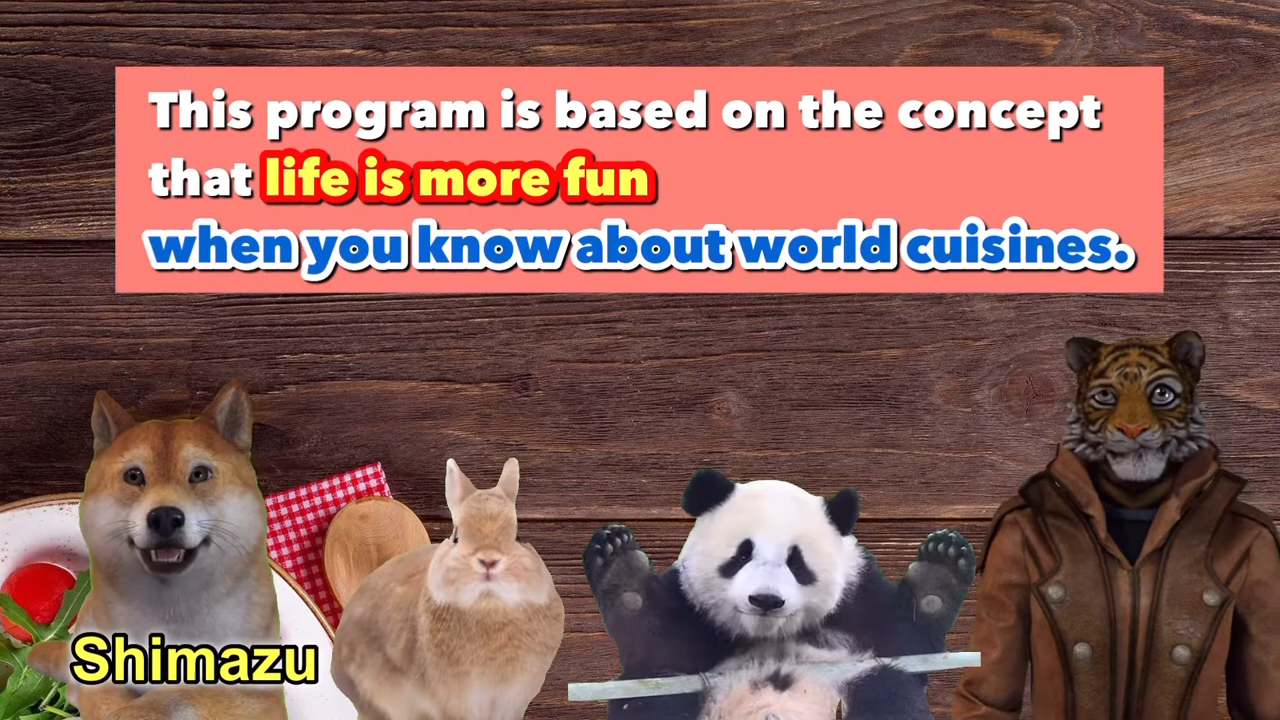 This program is based on the concept
that life is more fun
when you know about world cuisines.
Shimazu